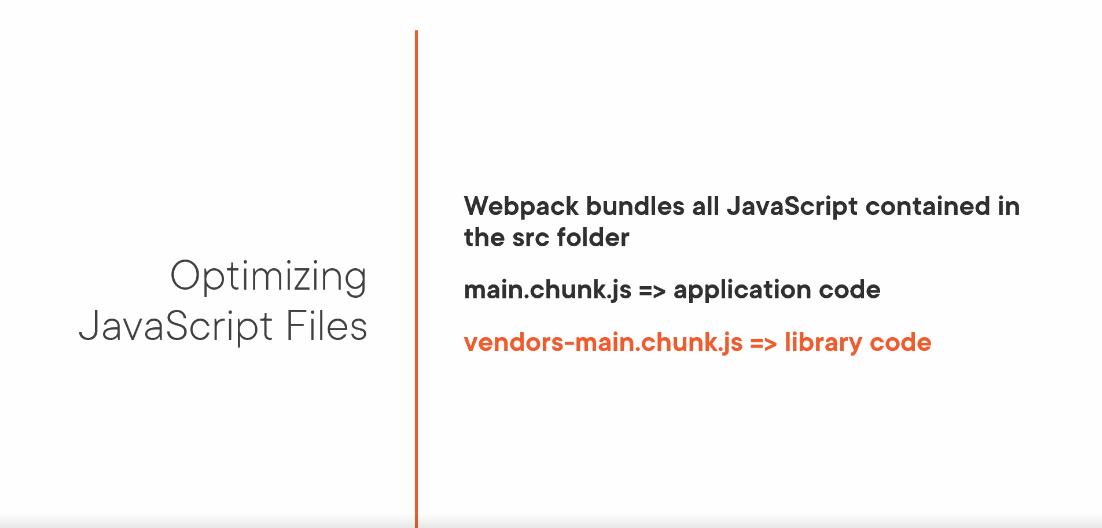 Optimizing
JavaScript Files
Webpack bundles all JavaScript contained in
the src folder
main.chunk.js => application code
vendors-main.chunk.js => library code